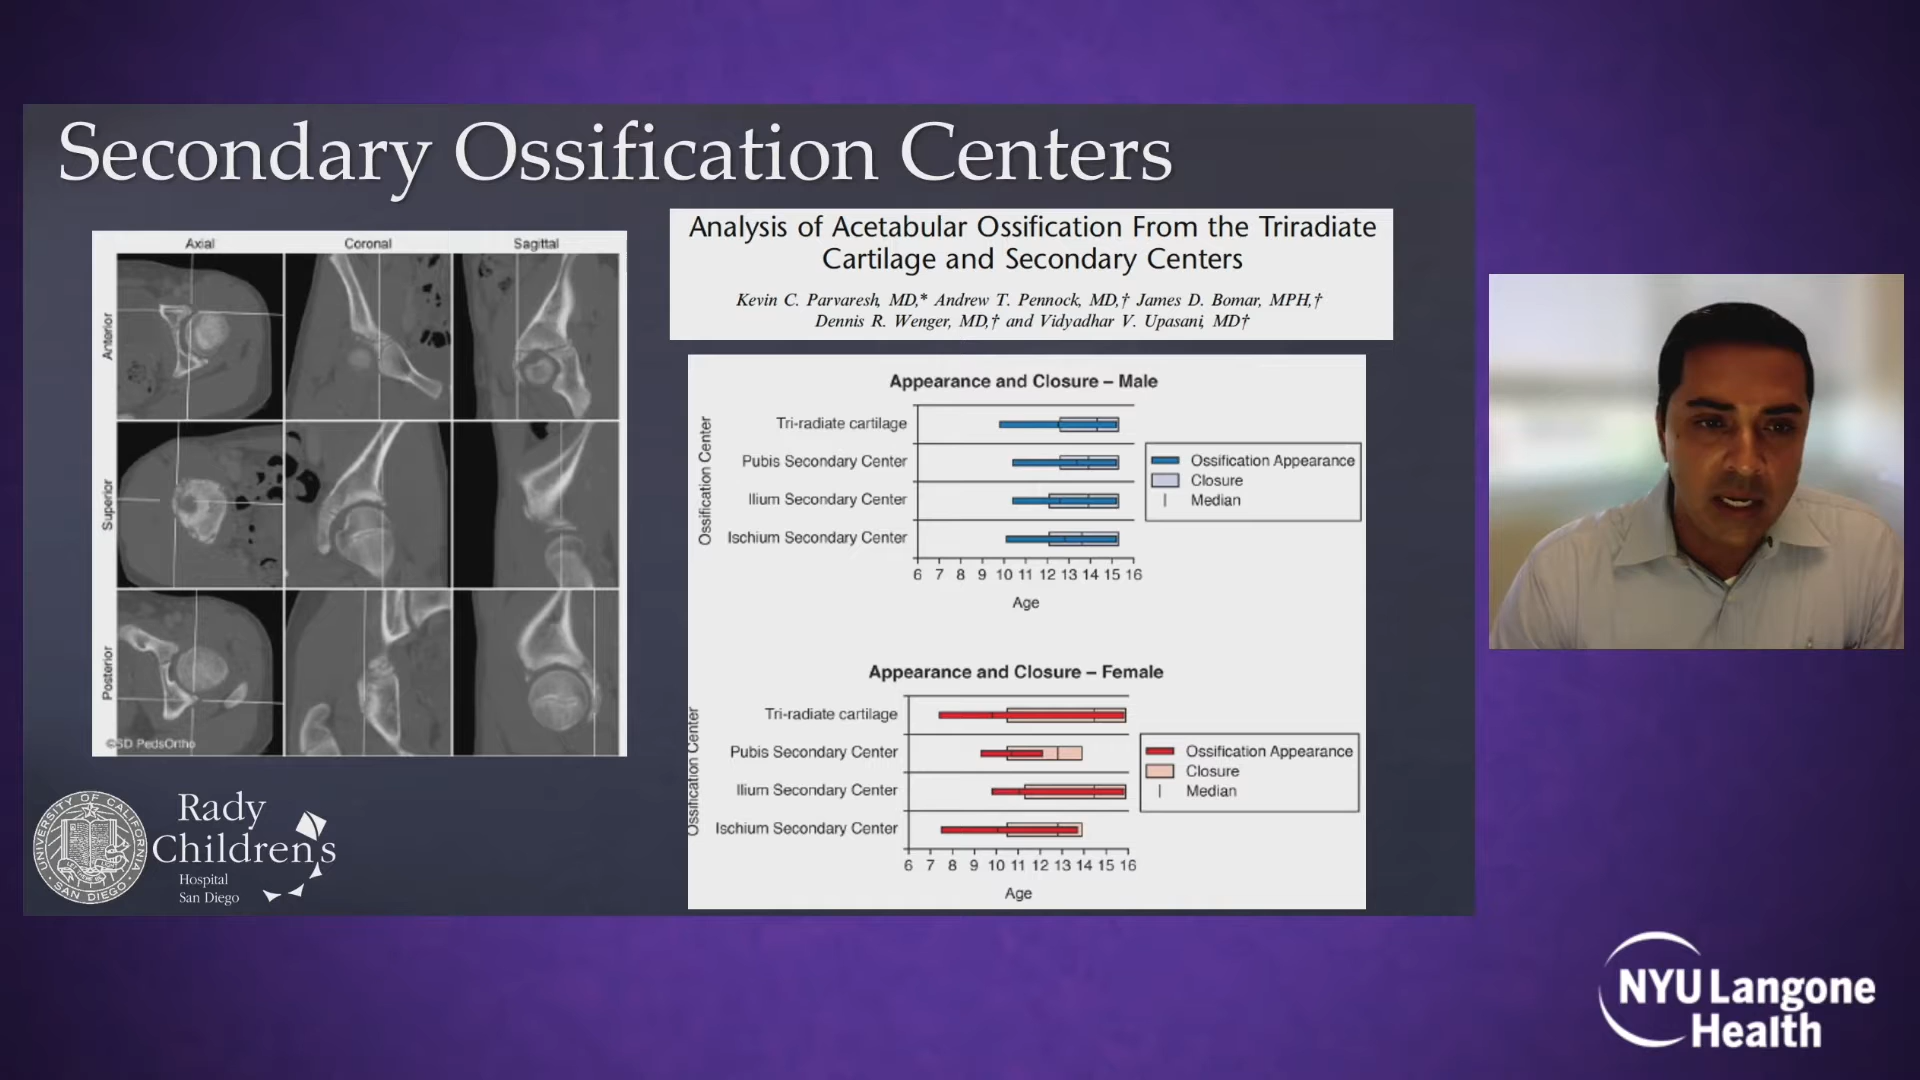 Secondary Ossification Centers
Axial Coronal Sagittal
Anterior
Superior
Posterior
©SD PedsOrtho
UNIVERSITY OF CALIFORNIA
SAN DIEGO
Rady
Children's
Hospital
San Diego
Analysis of Acetabular Ossification From the Triradiate
Cartilage and Secondary Centers
Kevin C. Parvaresh, MD,* Andrew T. Pennock, MD,† James D. Bomar, MPH,†
Dennis R. Wenger, MD,† and Vidyadhar V. Upasani, MD†
Appearance and Closure – Male
Ossification Center
Tri-radiate cartilage
Pubis Secondary Center
Ilium Secondary Center
Ischium Secondary Center
6 7 8 9 10 11 12 13 14 15 16
Age
Ossification Appearance
Closure
Median
Appearance and Closure – Female
Ossification Center
Tri-radiate cartilage
Pubis Secondary Center
Ilium Secondary Center
Ischium Secondary Center
6 7 8 9 10 11 12 13 14 15 16
Age
Ossification Appearance
Closure
Median
NYU Langone
Health